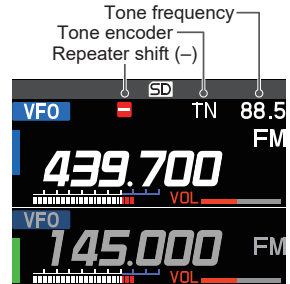 Tone frequency
Tone encoder
Repeater shift (–)
SD
VFO – TN 88.5
FM
439.700
VOL
VFO
145.000 FM
VOL